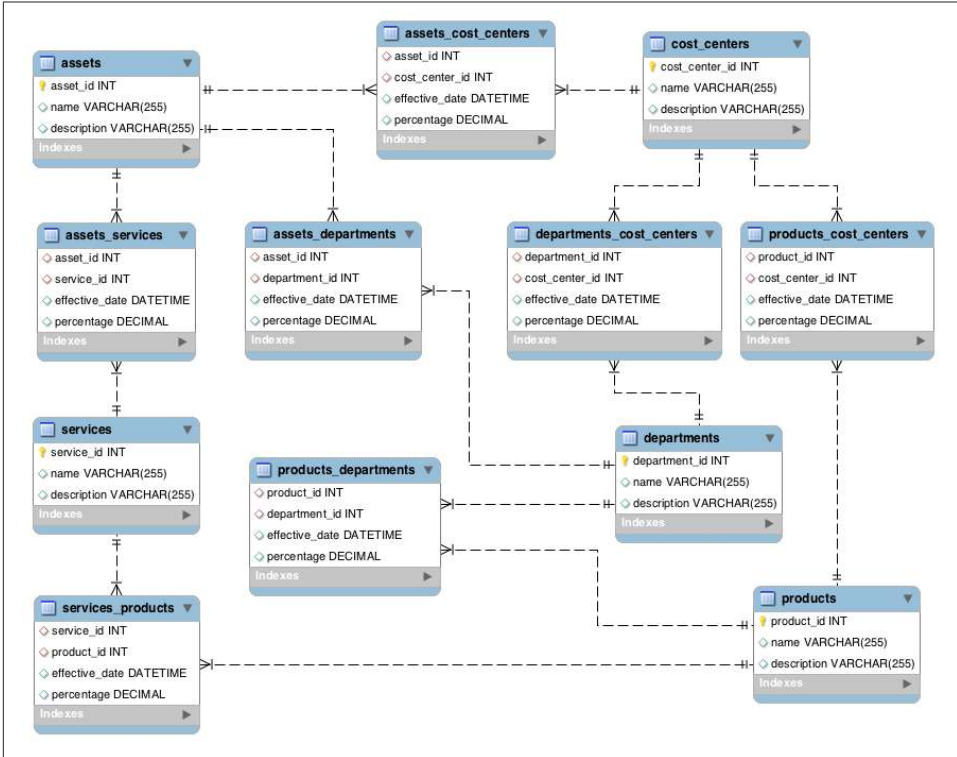 assets_cost_centers
asset_id INT
cost_center_id INT
effective_date DATETIME
percentage DECIMAL
Indexes
cost_centers
cost_center_id INT
name VARCHAR(255)
description VARCHAR(255)
Indexes
assets
asset_id INT
name VARCHAR(255)
description VARCHAR(255)
Indexes
assets_services
asset_id INT
service_id INT
effective_date DATETIME
percentage DECIMAL
Indexes
assets_departments
asset_id INT
department_id INT
effective_date DATETIME
percentage DECIMAL
Indexes
departments_cost_centers
department_id INT
cost_center_id INT
effective_date DATETIME
percentage DECIMAL
Indexes
products_cost_centers
product_id INT
cost_center_id INT
effective_date DATETIME
percentage DECIMAL
Indexes
services
service_id INT
name VARCHAR(255)
description VARCHAR(255)
Indexes
products_departments
product_id INT
department_id INT
effective_date DATETIME
percentage DECIMAL
Indexes
departments
department_id INT
name VARCHAR(255)
description VARCHAR(255)
Indexes
services_products
service_id INT
product_id INT
effective_date DATETIME
percentage DECIMAL
Indexes
products
product_id INT
name VARCHAR(255)
description VARCHAR(255)
Indexes